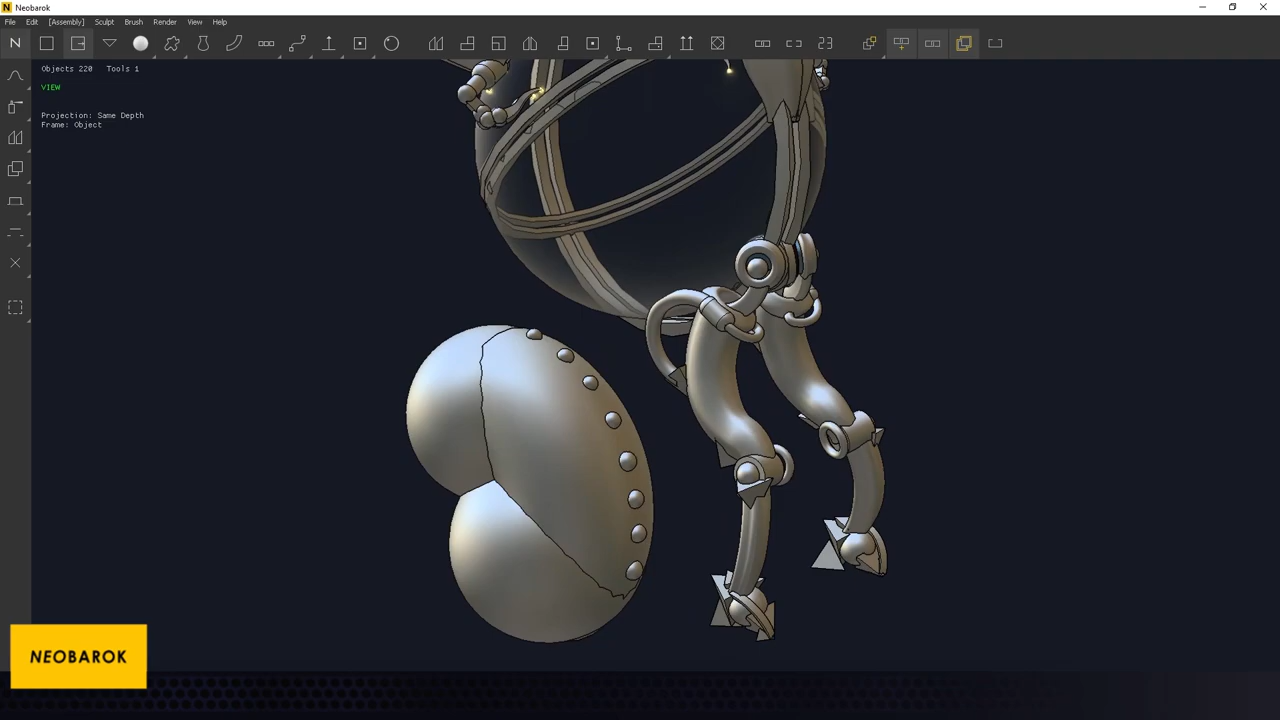 Neobarok
File Edit [Assembly] Sculpt Brush Render View Help
N
Objects 220 Tools 1
VIEW
Projection: Same Depth
Frame: Object
NEOBAROK